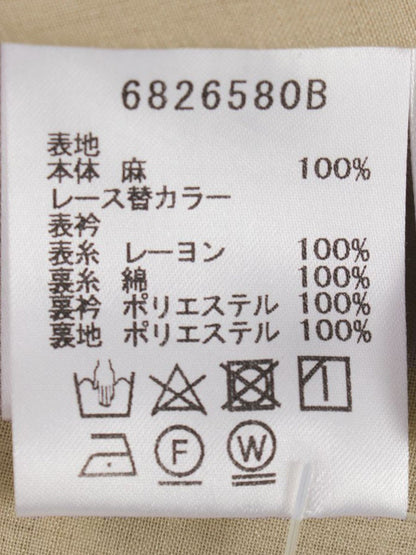 6826580B
表地
本体 麻 100%
レース替カラー
表衿
表糸 レーヨン 100%
裏糸 綿 100%
裏衿 ポリエステル 100%
裏地 ポリエステル 100%
F W